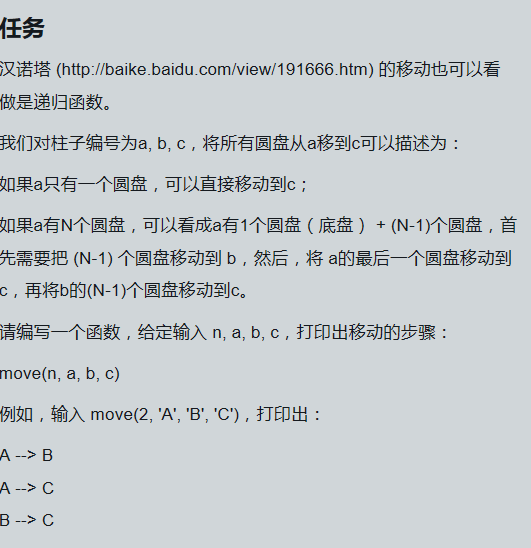 任务
汉诺塔 (http://baike.baidu.com/view/191666.htm) 的移动也可以看
做是递归函数。
我们对柱子编号为a, b, c，将所有圆盘从a移到c可以描述为：
如果a只有一个圆盘，可以直接移动到c；
如果a有N个圆盘，可以看成a有1个圆盘（底盘） + (N-1)个圆盘，首
先需要把 (N-1) 个圆盘移动到 b，然后，将 a的最后一个圆盘移动到
c，再将b的(N-1)个圆盘移动到c。
请编写一个函数，给定输入 n, a, b, c，打印出移动的步骤：
move(n, a, b, c)
例如，输入 move(2, 'A', 'B', 'C')，打印出：
A --> B
A --> C
B --> C